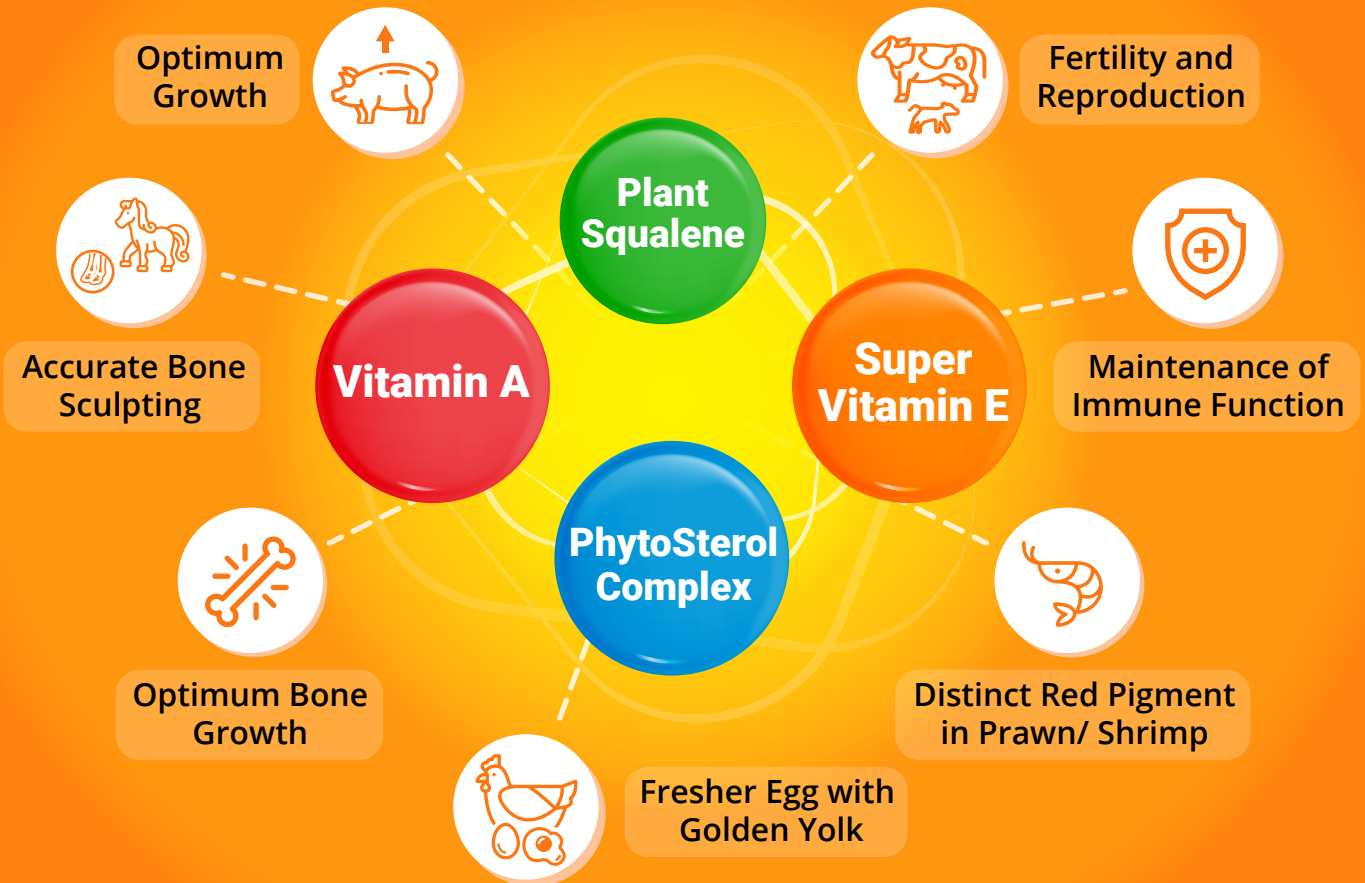 Optimum
Growth
Fertility and
Reproduction
Plant
Squalene
Accurate Bone
Sculpting
Vitamin A
Super
Vitamin E
Maintenance of
Immune Function
PhytoSterol
Complex
Optimum Bone
Growth
Distinct Red Pigment
in Prawn/ Shrimp
Fresher Egg with
Golden Yolk